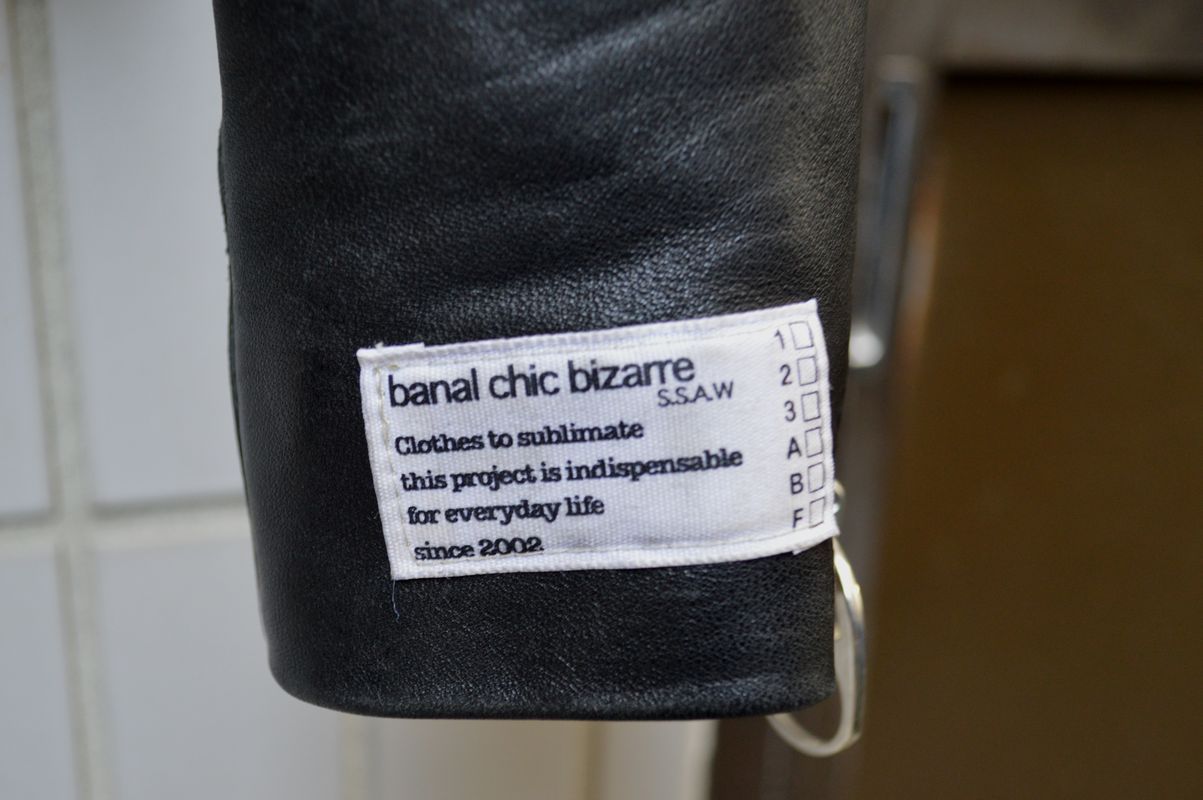 banal chic bizarre
S.S.A.W
Clothes to sublimate
this project is indispensable
for everyday life
since 2002
1
2
3
A
B
F